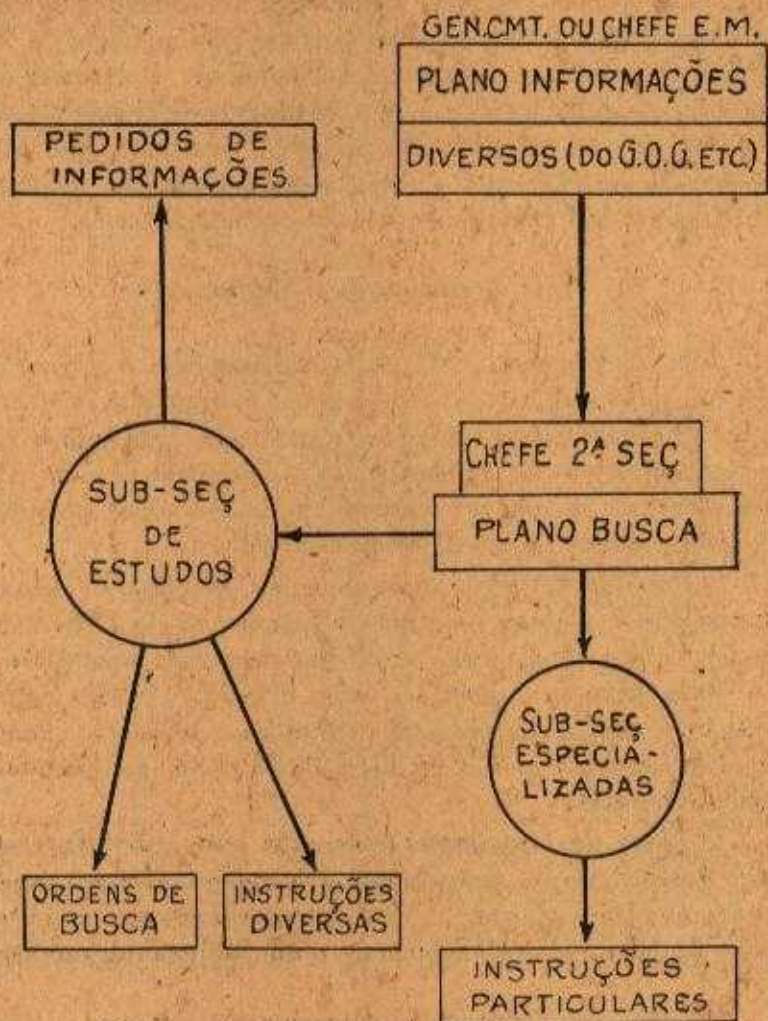 GEN.CMT. OU CHEFE E.M.
PLANO INFORMAÇÕES
DIVERSOS (DO G.O.G. ETC)
PEDIDOS DE
INFORMAÇÕES
CHEFE 2ª SEÇ
PLANO BUSCA
SUB-SEÇ
DE
ESTUDOS
SUB-SEÇ
ESPECIA-
LIZADAS
ORDENS DE
BUSCA
INSTRUÇÕES
DIVERSAS
INSTRUÇÕES
PARTICULARES